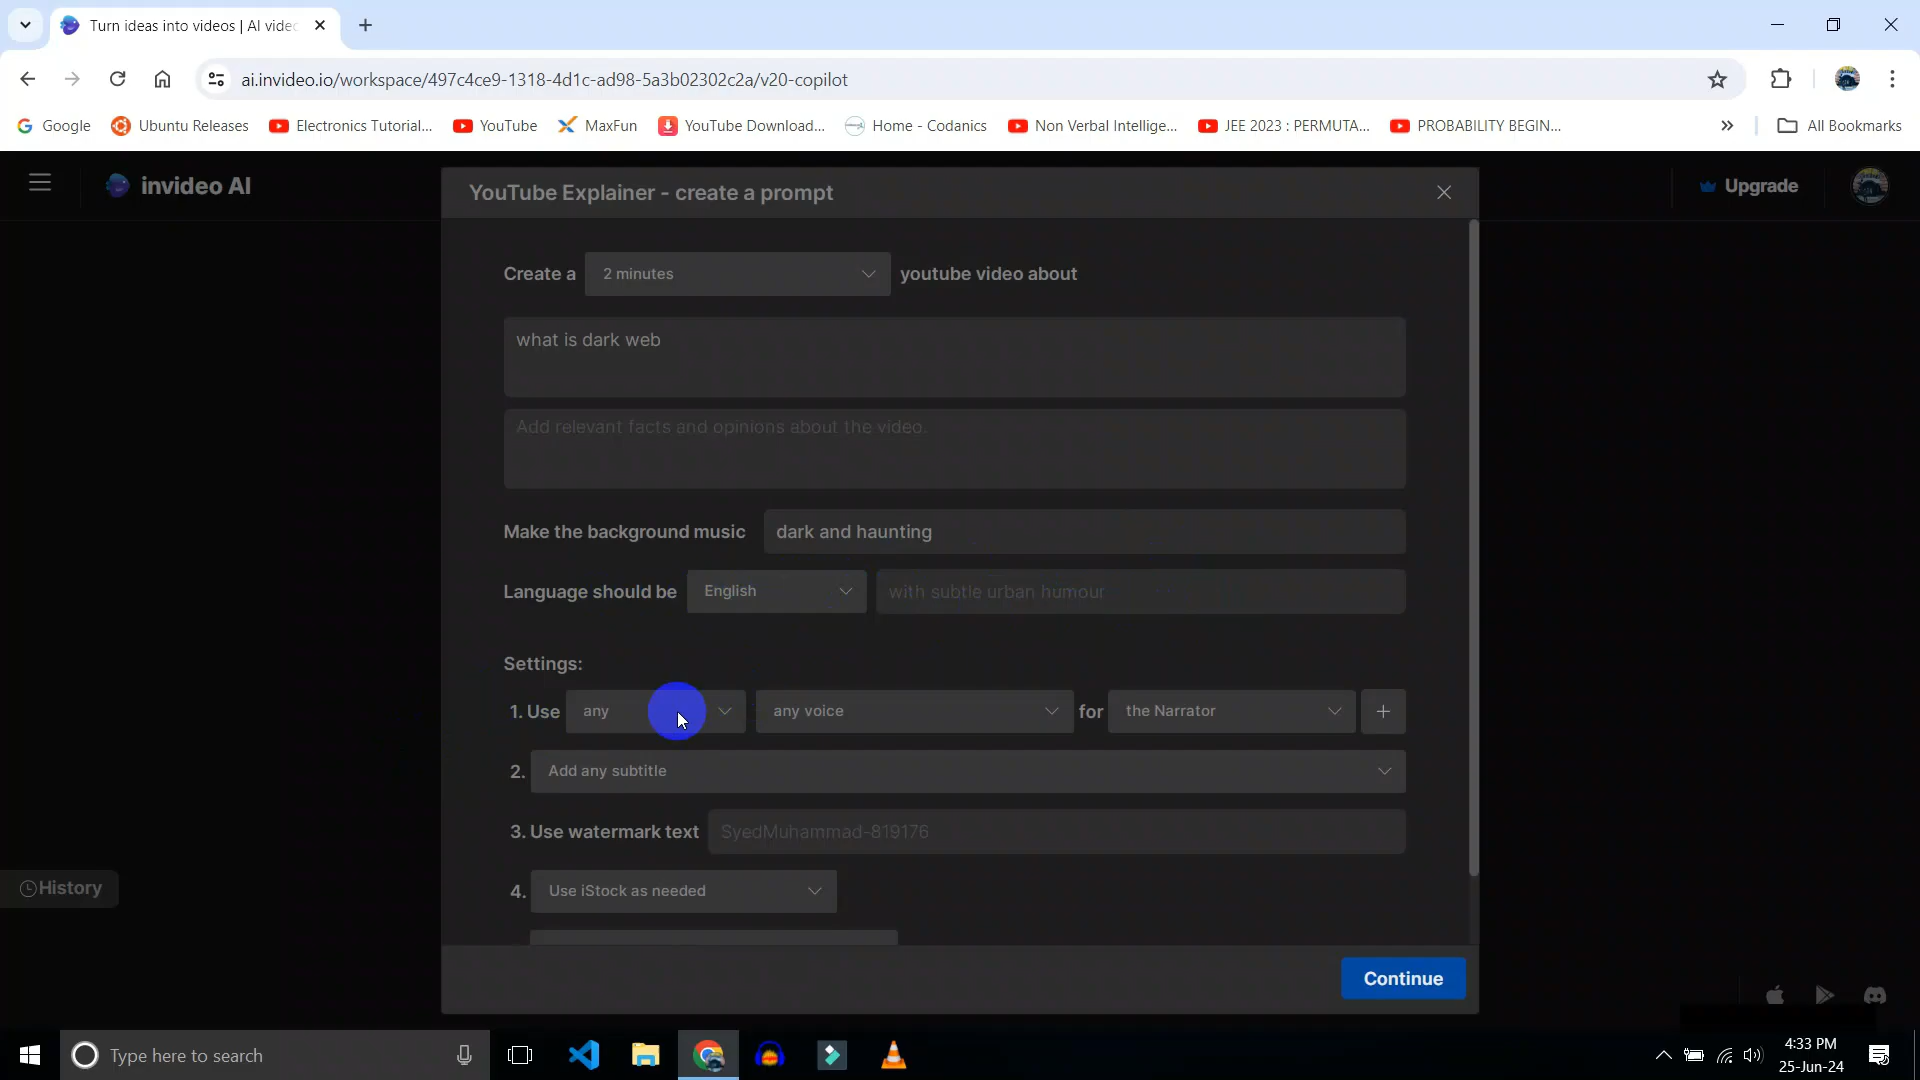 Turn ideas into videos | AI vide
ai.invideo.io/workspace/497c4ce9-1318-4d1c-ad98-5a3b02302c2a/v20-copilot
Google Ubuntu Releases Electronics Tutorial... YouTube MaxFun YouTube Download... Home - Codanics Non Verbal Intellige... JEE 2023 : PERMUTA... PROBABILITY BEGIN... » All Bookmarks
invideo AI
Upgrade
YouTube Explainer - create a prompt
Create a 2 minutes youtube video about
what is dark web
Add relevant facts and opinions about the video.
Make the background music dark and haunting
Language should be English with subtle urban humour
Settings:
1. Use any any voice for the Narrator +
2. Add any subtitle
3. Use watermark text SyedMuhammad-819176
4. Use iStock as needed
History
Continue
Type here to search
4:33 PM
25-Jun-24